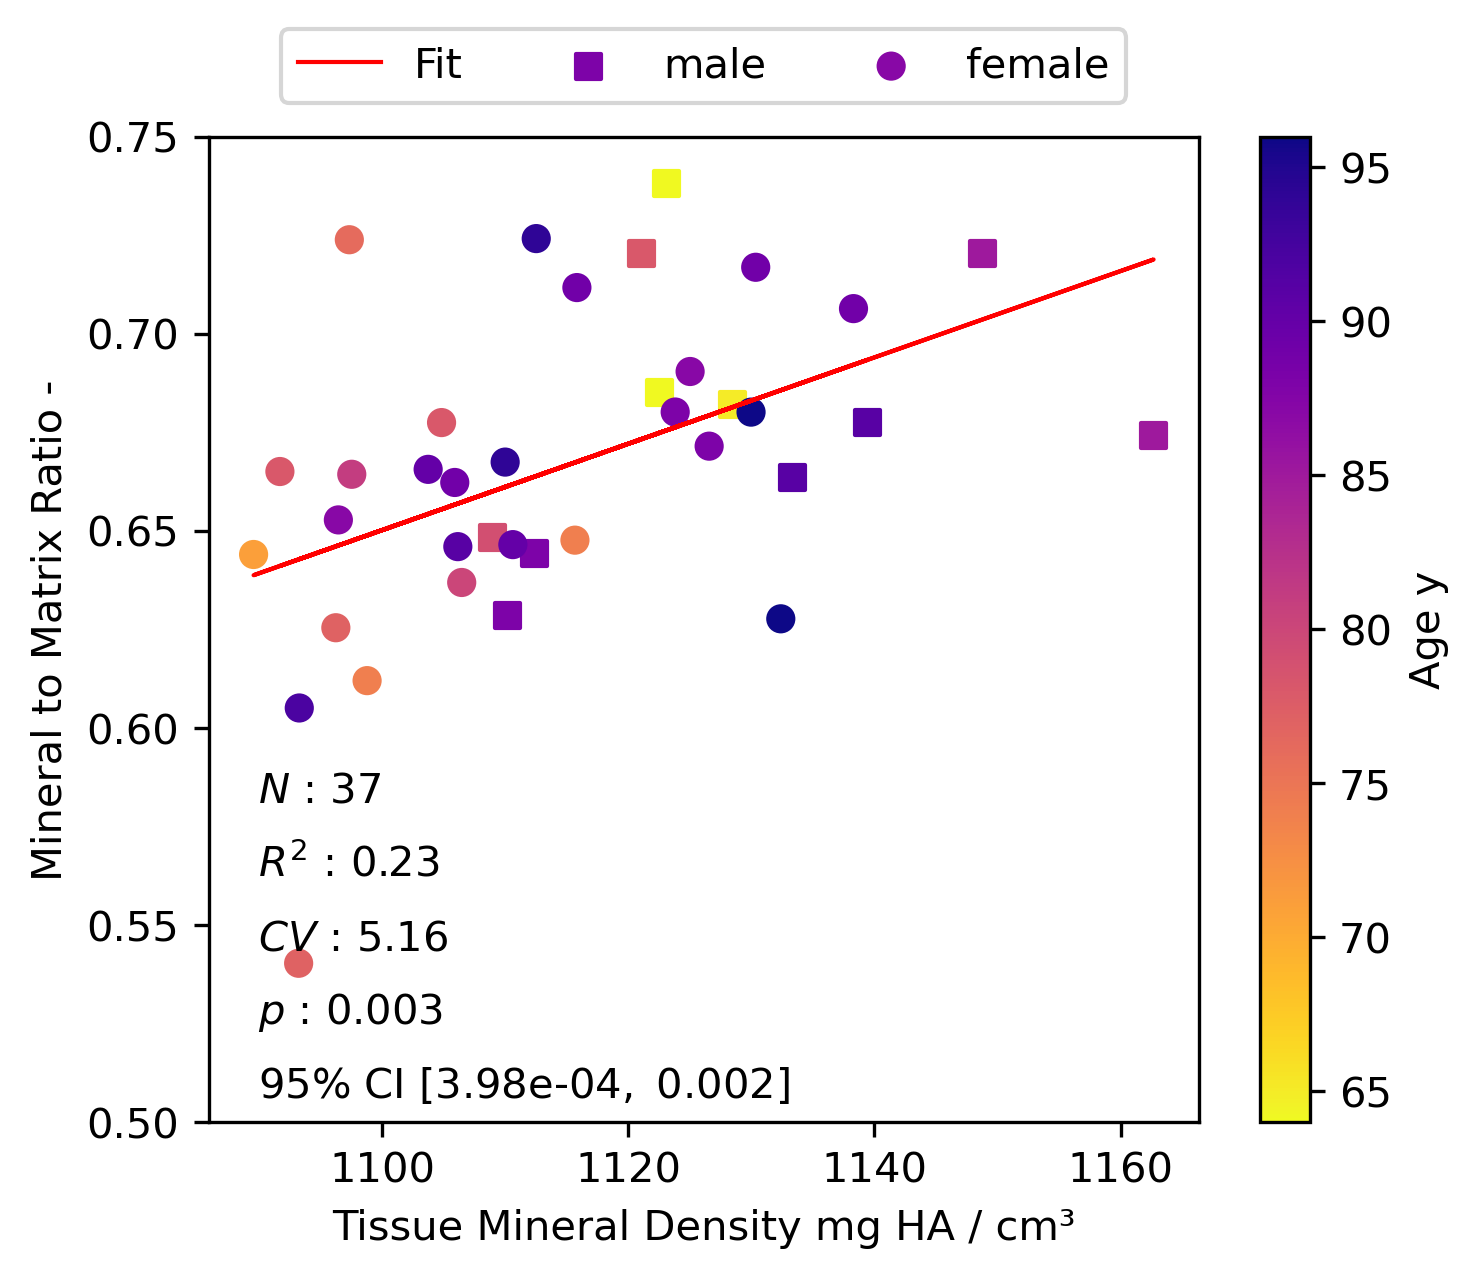 Fit male female
0.75
0.70
0.65
0.60
0.55
0.50
Mineral to Matrix Ratio -
N : 37
R² : 0.23
CV : 5.16
p : 0.003
95% CI [3.98e-04, 0.002]
1100 1120 1140 1160
Tissue Mineral Density mg HA / cm³
95
90
85
80
75
70
65
Age y